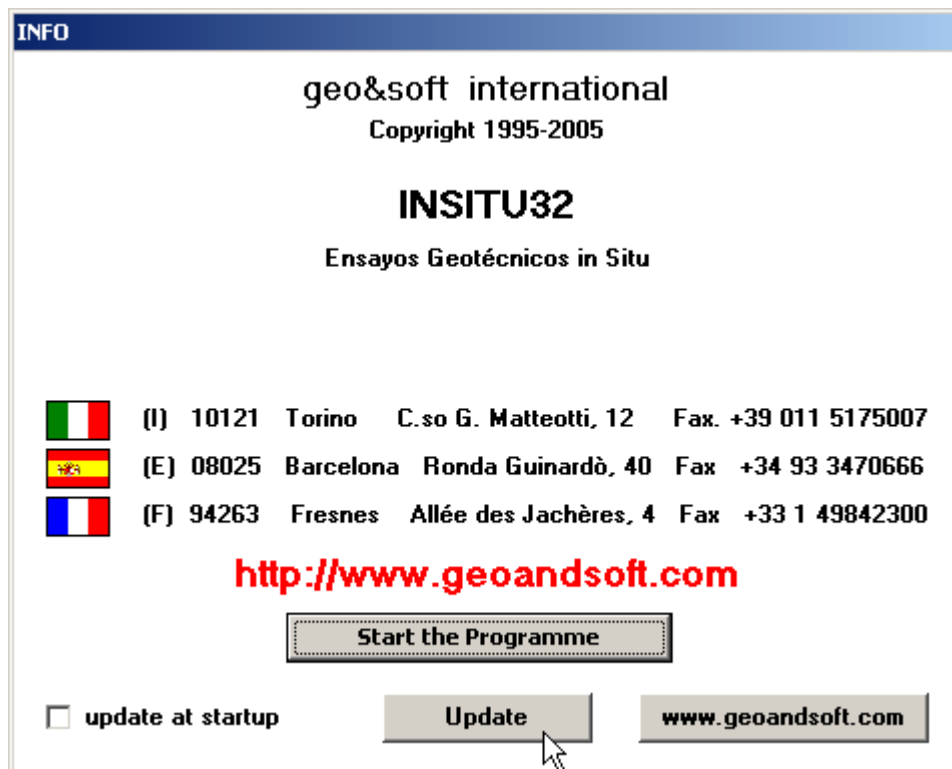 INFO
geo&soft international
Copyright 1995-2005
INSITU32
Ensayos Geotécnicos in Situ
(I) 10121 Torino C.so G. Matteotti, 12 Fax. +39 011 5175007
(E) 08025 Barcelona Ronda Guinardò, 40 Fax +34 93 3470666
(F) 94263 Fresnes Allée des Jachères, 4 Fax +33 1 49842300
http://www.geoandsoft.com
Start the Programme
update at startup Update www.geoandsoft.com